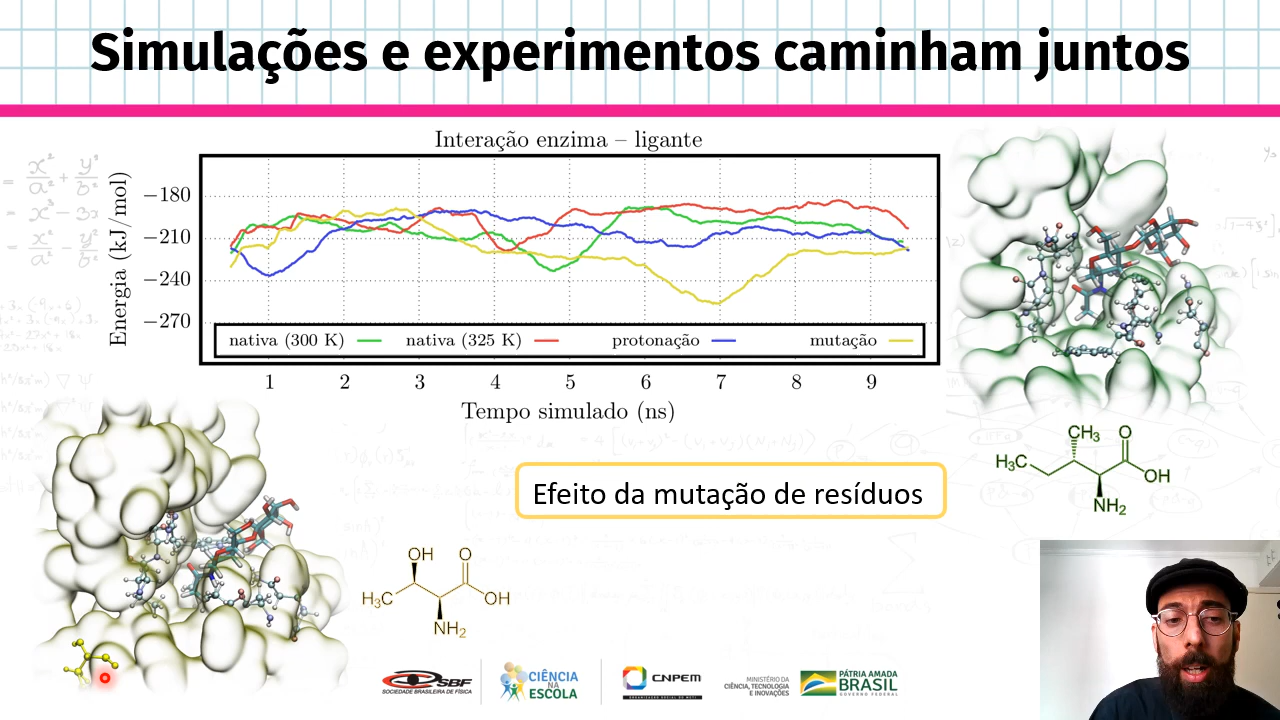 Simulações e experimentos caminham juntos
Interação enzima – ligante
Energia (kJ/mol)
−180
−210
−240
−270
nativa (300 K)
nativa (325 K)
protonação
mutação
1 2 3 4 5 6 7 8 9
Tempo simulado (ns)
CH₃
O
H₃C
OH
NH₂
Efeito da mutação de resíduos
OH
O
H₃C
OH
NH₂
SBF
SOCIEDADE BRASILEIRA DE FÍSICA
CIÊNCIA
NA
ESCOLA
CNPEM
MINISTÉRIO DA
CIÊNCIA, TECNOLOGIA
E INOVAÇÕES
PÁTRIA AMADA
BRASIL
GOVERNO FEDERAL